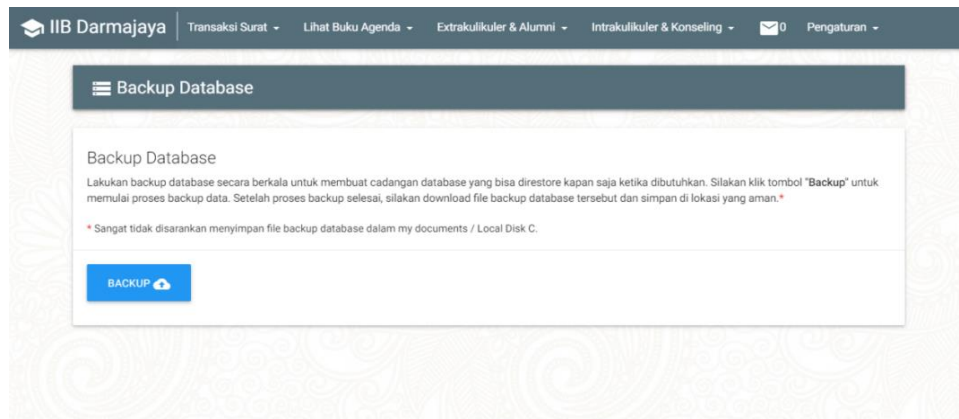 IIB Darmajaya Transaksi Surat Lihat Buku Agenda Extrakulikuler & Alumni Intrakulikuler & Konseling 0 Pengaturan
Backup Database
Backup Database
Lakukan backup database secara berkala untuk membuat cadangan database yang bisa direstore kapan saja ketika dibutuhkan. Silakan klik tombol "Backup" untuk
memulai proses backup data. Setelah proses backup selesai, silakan download file backup database tersebut dan simpan di lokasi yang aman.*
* Sangat tidak disarankan menyimpan file backup database dalam my documents / Local Disk C.
BACKUP